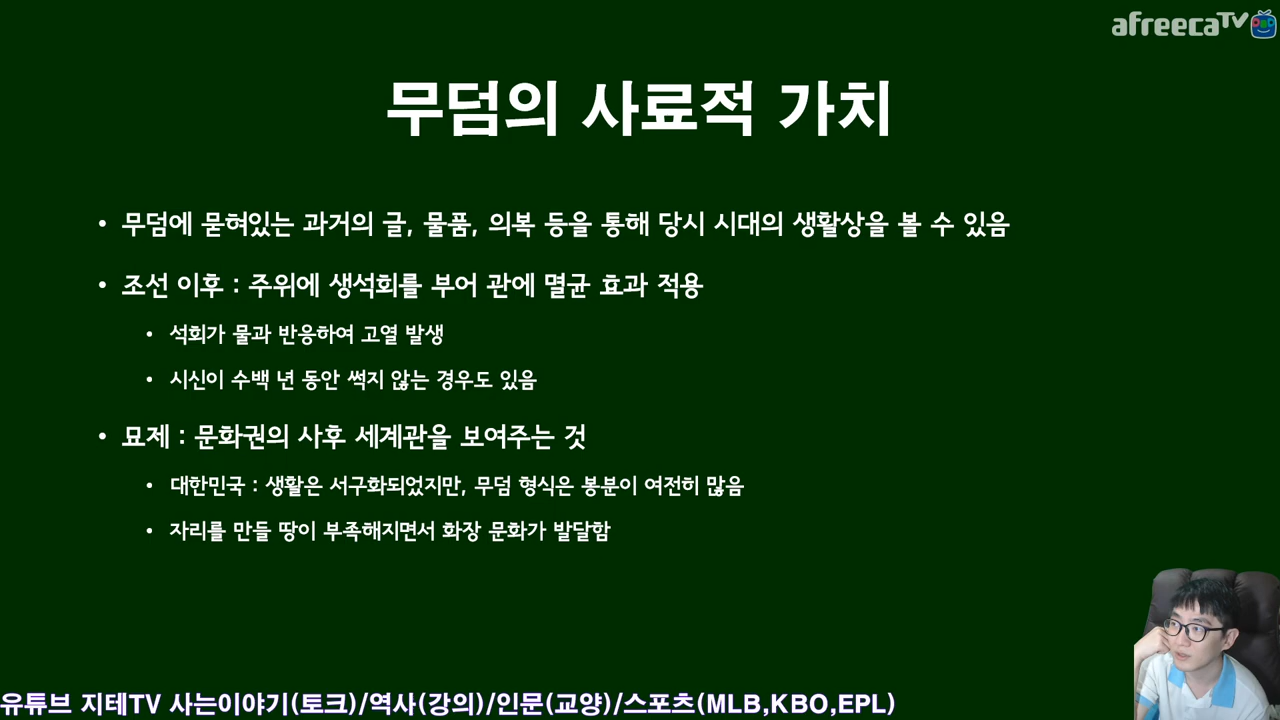 afreecaTV
무덤의 사료적 가치
• 무덤에 묻혀있는 과거의 글, 물품, 의복 등을 통해 당시 시대의 생활상을 볼 수 있음
• 조선 이후 : 주위에 생석회를 부어 관에 멸균 효과 적용
• 석회가 물과 반응하여 고열 발생
• 시신이 수백 년 동안 썩지 않는 경우도 있음
• 묘제 : 문화권의 사후 세계관을 보여주는 것
• 대한민국 : 생활은 서구화되었지만, 무덤 형식은 봉분이 여전히 많음
• 자리를 만들 땅이 부족해지면서 화장 문화가 발달함
유튜브 지테TV 사는이야기(토크)/역사(강의)/인문(교양)/스포츠(MLB,KBO,EPL)